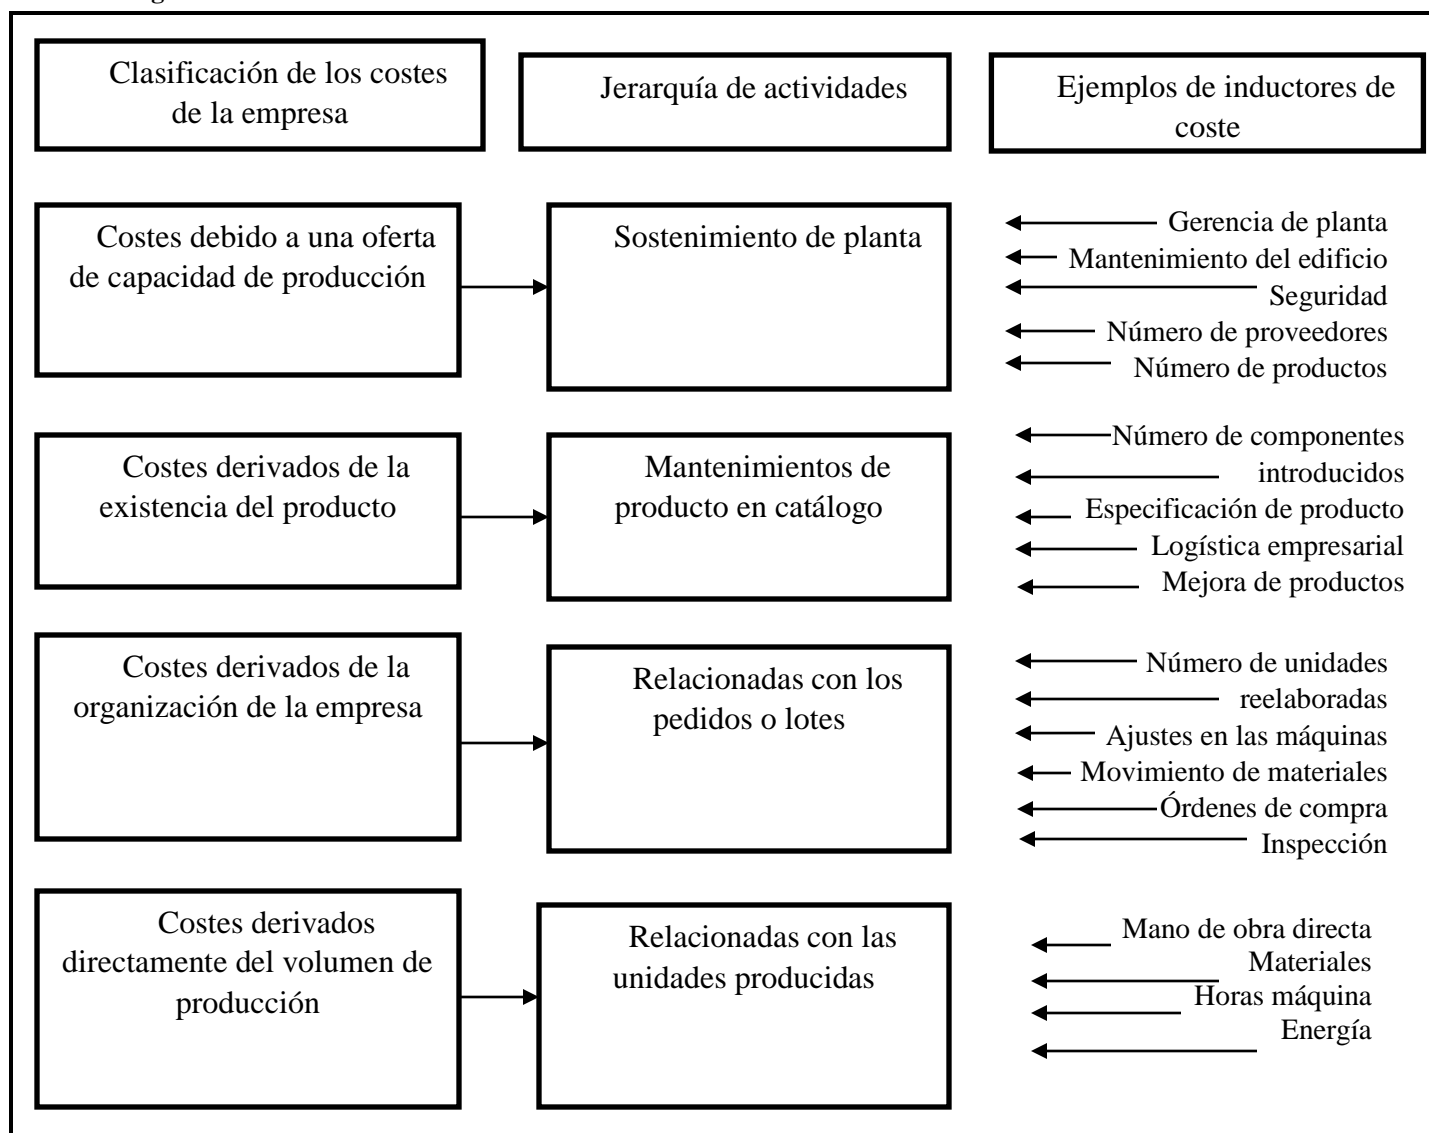 Clasificación de los costes
de la empresa
Jerarquía de actividades
Ejemplos de inductores de
coste
Costes debido a una oferta
de capacidad de producción
Sostenimiento de planta
Gerencia de planta
Mantenimiento del edificio
Seguridad
Número de proveedores
Número de productos
Costes derivados de la
existencia del producto
Mantenimientos de
producto en catálogo
Número de componentes
introducidos
Especificación de producto
Logística empresarial
Mejora de productos
Costes derivados de la
organización de la empresa
Relacionadas con los
pedidos o lotes
Número de unidades
reelaboradas
Ajustes en las máquinas
Movimiento de materiales
Órdenes de compra
Inspección
Costes derivados
directamente del volumen de
producción
Relacionadas con las
unidades producidas
Mano de obra directa
Materiales
Horas máquina
Energía